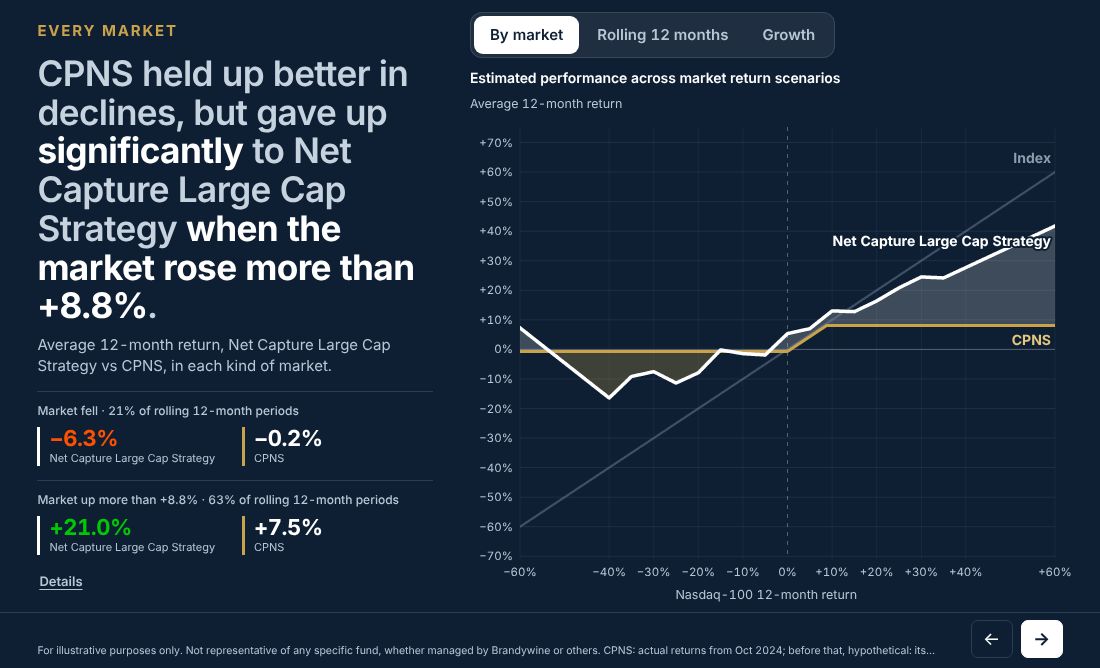 EVERY MARKET
CPNS held up better in
declines, but gave up
significantly to Net
Capture Large Cap
Strategy when the
market rose more than
+8.8%.
Average 12-month return, Net Capture Large Cap
Strategy vs CPNS, in each kind of market.
Market fell · 21% of rolling 12-month periods
−6.3%
Net Capture Large Cap Strategy
−0.2%
CPNS
Market up more than +8.8% · 63% of rolling 12-month periods
+21.0%
Net Capture Large Cap Strategy
+7.5%
CPNS
Details
By market
Rolling 12 months
Growth
Estimated performance across market return scenarios
Average 12-month return
+70%
+60%
+50%
+40%
+30%
+20%
+10%
0%
−10%
−20%
−30%
−40%
−50%
−60%
−70%
Index
Net Capture Large Cap Strategy
CPNS
−60%
−40%
−30%
−20%
−10%
0%
+10%
+20%
+30%
+40%
+60%
Nasdaq-100 12-month return
For illustrative purposes only. Not representative of any specific fund, whether managed by Brandywine or others. CPNS: actual returns from Oct 2024; before that, hypothetical: its...